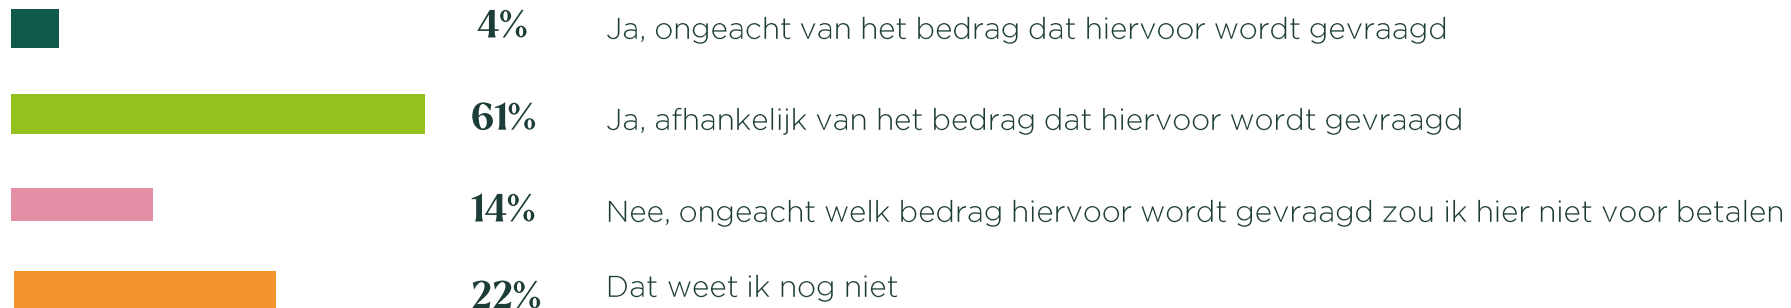 4% Ja, ongeacht van het bedrag dat hiervoor wordt gevraagd
61% Ja, afhankelijk van het bedrag dat hiervoor wordt gevraagd
14% Nee, ongeacht welk bedrag hiervoor wordt gevraagd zou ik hier niet voor betalen
22% Dat weet ik nog niet